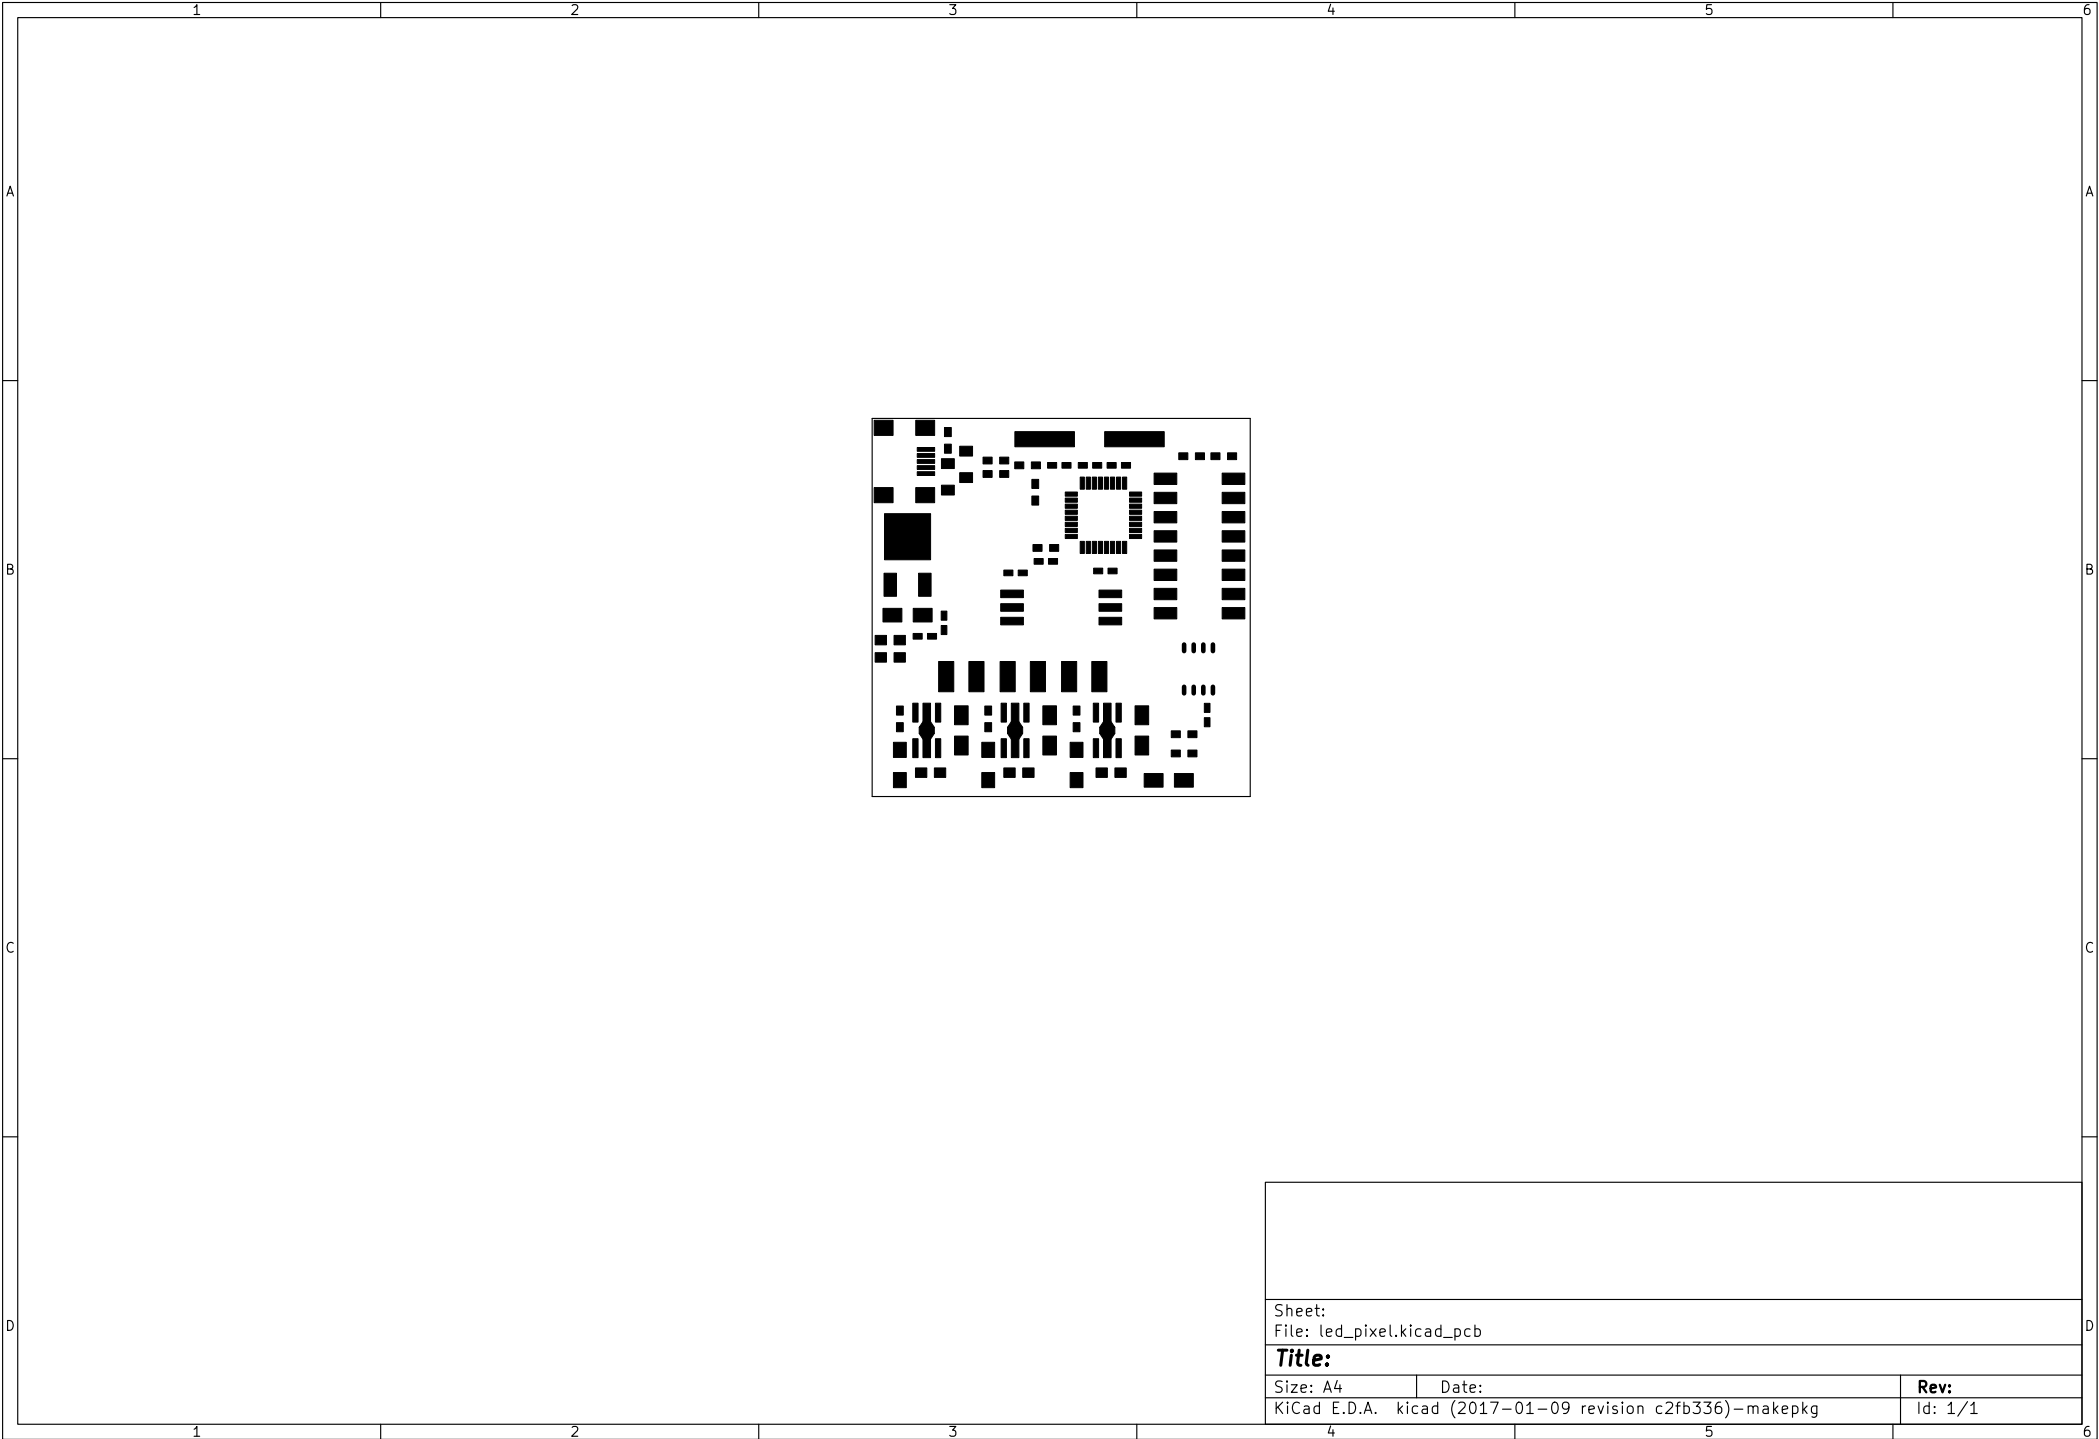 1 2 3 4 5 6
A A
B B
C C
D D
Sheet:
File: led_pixel.kicad_pcb
Title:
Size: A4 Date: Rev:
KiCad E.D.A. kicad (2017-01-09 revision c2fb336)-makepkg Id: 1/1
1 2 3 4 5 6